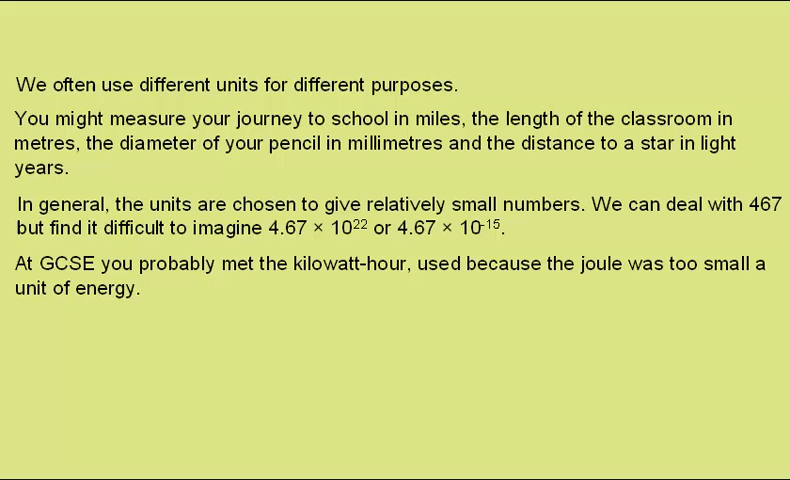 We often use different units for different purposes.
You might measure your journey to school in miles, the length of the classroom in
metres, the diameter of your pencil in millimetres and the distance to a star in light
years.
In general, the units are chosen to give relatively small numbers. We can deal with 467
but find it difficult to imagine 4.67 × 10²² or 4.67 × 10⁻¹⁵.
At GCSE you probably met the kilowatt-hour, used because the joule was too small a
unit of energy.